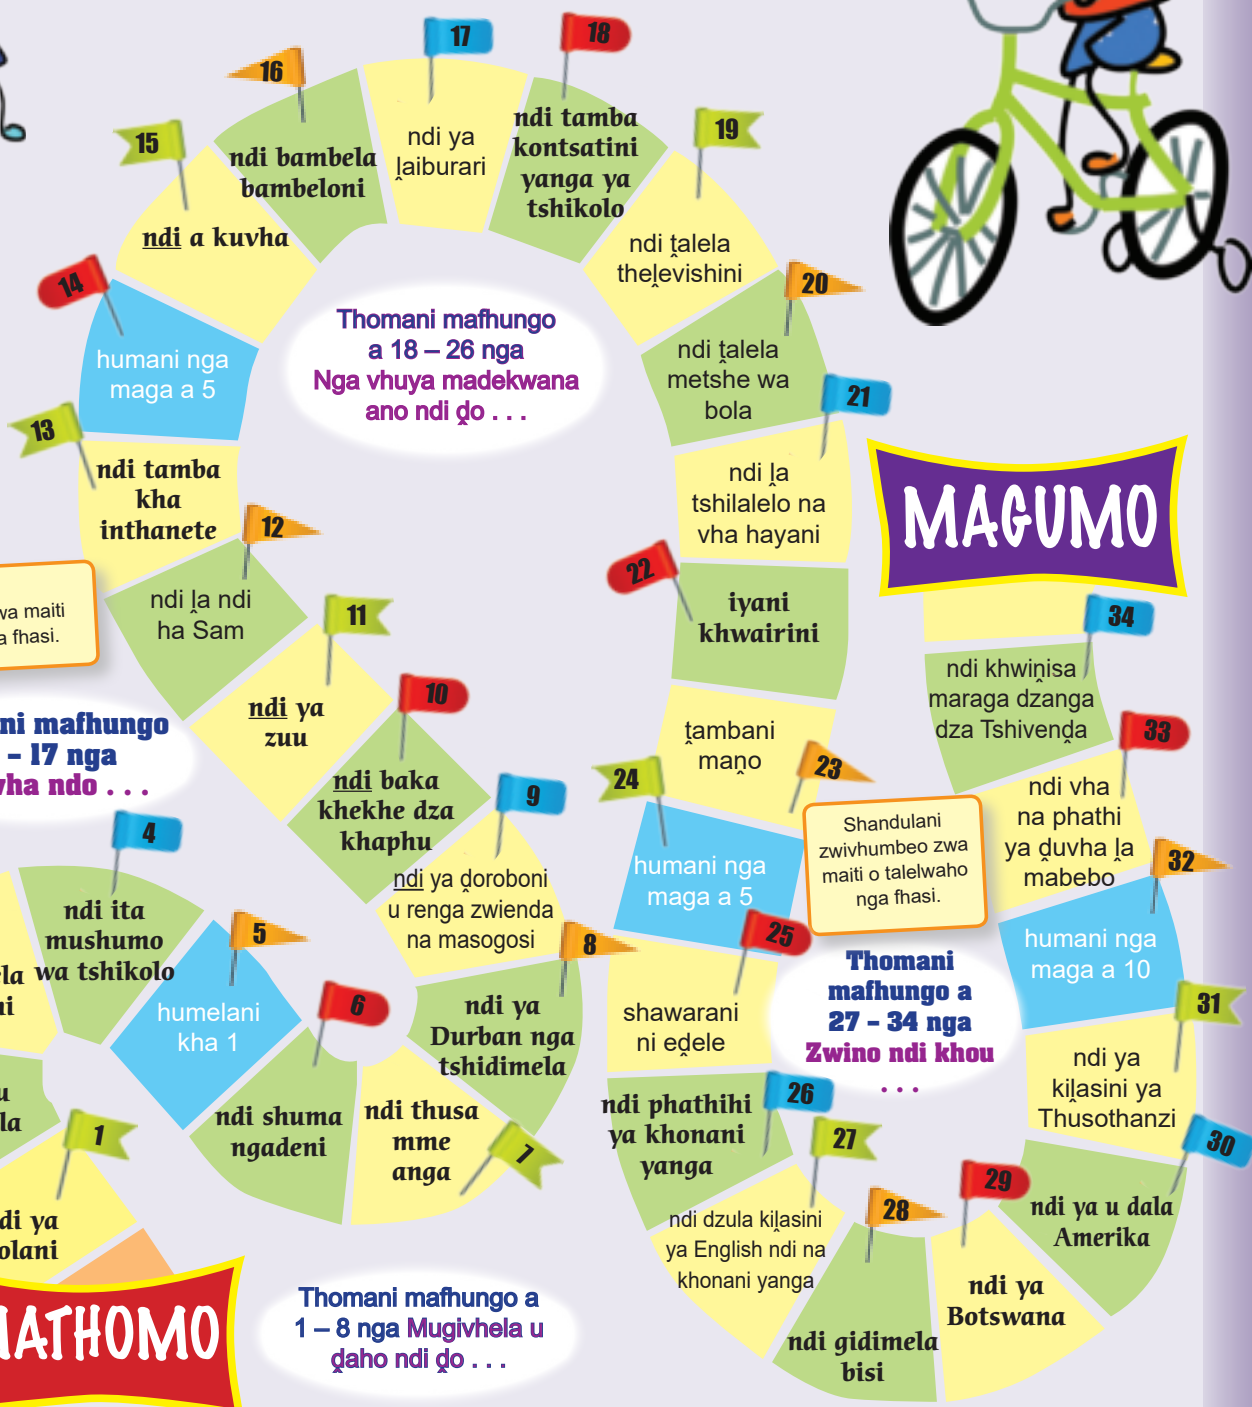 MATHOMO
Thomani mafhungo a
1 – 8 nga Mugivhela u
ḓaho ndi ḓo . . .
1
4
ndi ita
mushumo
wa tshikolo
5
humelani
kha 1
6
ndi shuma
ngadeni
7
ndi thusa
mme
anga
8
ndi ya
Durban nga
tshidimela
9
ndi ya ḓoroboni
u renga zwienda
na masogosi
10
ndi baka
khekhe dza
khaphu
11
ndi ya
zuu
12
ndi ḽa ndi
ha Sam
13
ndi tamba
kha
inthanete
14
humani nga
maga a 5
15
ndi a kuvha
16
ndi bambela
bambeloni
17
ndi ya
ḽaiburari
mafhungo
– 17 nga
ndo . . .
maiti
fhasi.
Thomani mafhungo
a 18 – 26 nga
Nga vhuya madekwana
ano ndi ḓo . . .
18
ndi tamba
kontsatini
yanga ya
tshikolo
19
ndi ṱalela
theḽevishini
20
ndi ṱalela
metshe wa
bola
21
ndi ḽa
tshilalelo na
vha hayani
22
iyani
khwairini
23
ṱambani
maṋo
24
humani nga
maga a 5
25
shawarani
ni eḓele
26
ndi phathihi
ya khonani
yanga
Shandulani
zwivhumbeo zwa
maiti o talelwaho
nga fhasi.
Thomani
mafhungo a
27 – 34 nga
Zwino ndi khou
. . .
27
ndi dzula kiḽasini
ya English ndi na
khonani yanga
28
ndi gidimela
bisi
29
ndi ya
Botswana
30
ndi ya u dala
Amerika
31
ndi ya
kiḽasini ya
Thusothanzi
32
humani nga
maga a 10
33
ndi vha
na phathi
ya ḓuvha ḽa
mabebo
34
ndi khwiṋisa
maraga dzanga
dza Tshivenḓa
MAGUMO